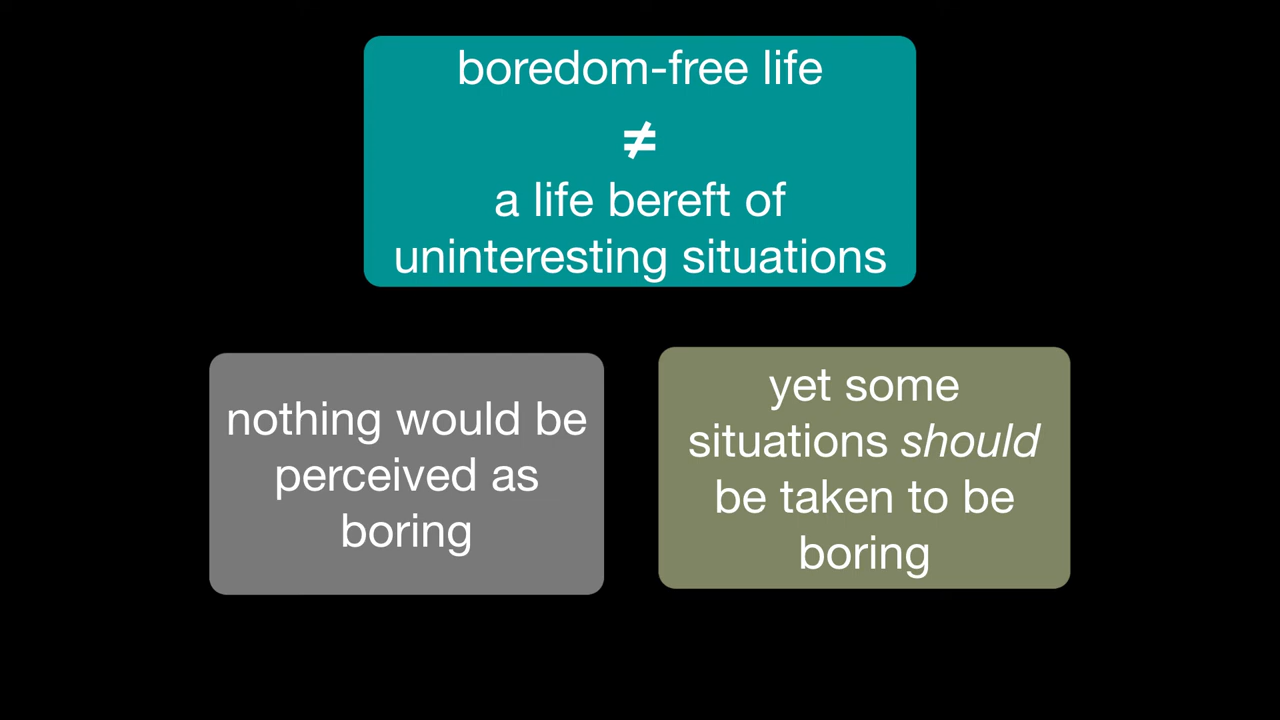 boredom-free life
≠
a life bereft of
uninteresting situations
nothing would be
perceived as
boring
yet some
situations should
be taken to be
boring